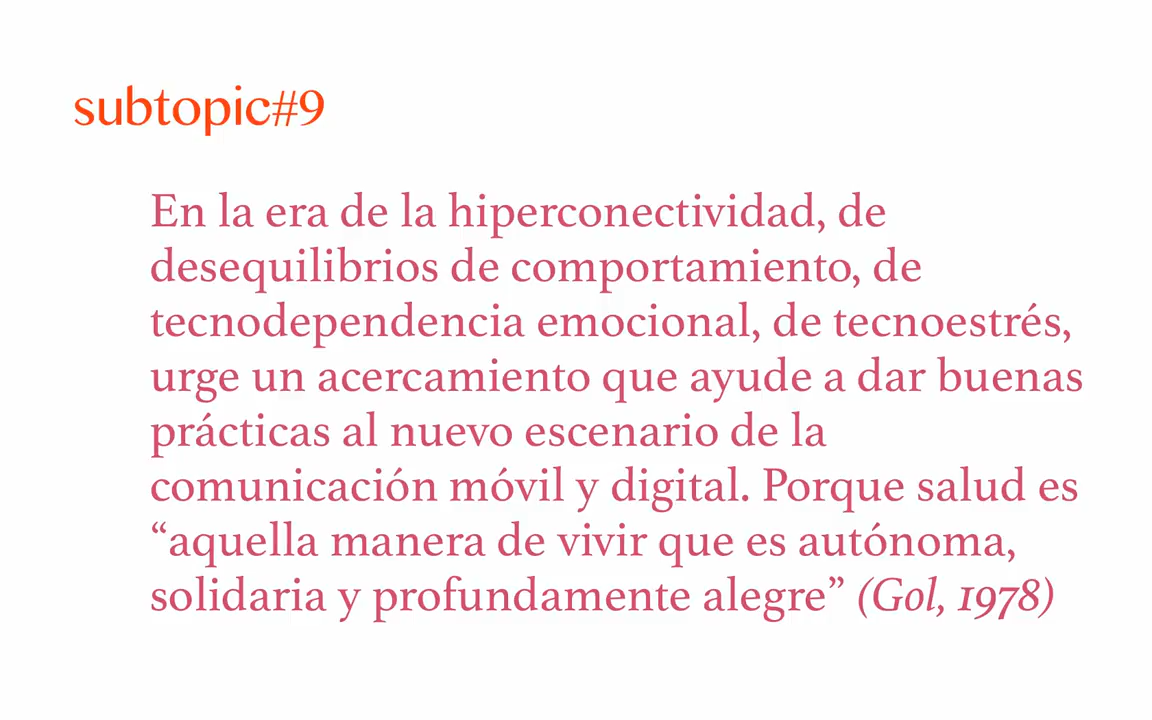 subtopic#9
En la era de la hiperconectividad, de
desequilibrios de comportamiento, de
tecnodependencia emocional, de tecnoestrés,
urge un acercamiento que ayude a dar buenas
prácticas al nuevo escenario de la
comunicación móvil y digital. Porque salud es
“aquella manera de vivir que es autónoma,
solidaria y profundamente alegre” (Gol, 1978)